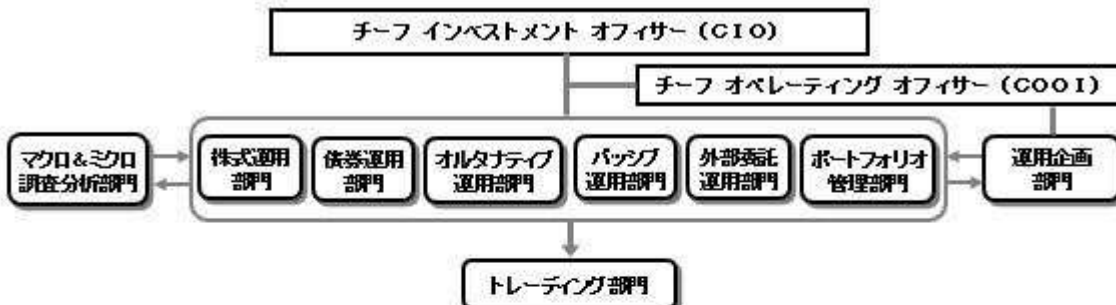 チーフ インベストメント オフィサー (CIO)
チーフ オペレーティング オフィサー (COOI)
マクロ&ミクロ
調査分析部門
株式運用
部門
債券運用
部門
オルタナティブ
運用部門
パッシブ
運用部門
外部委託
運用部門
ポートフォリオ
管理部門
運用企画
部門
トレーディング部門